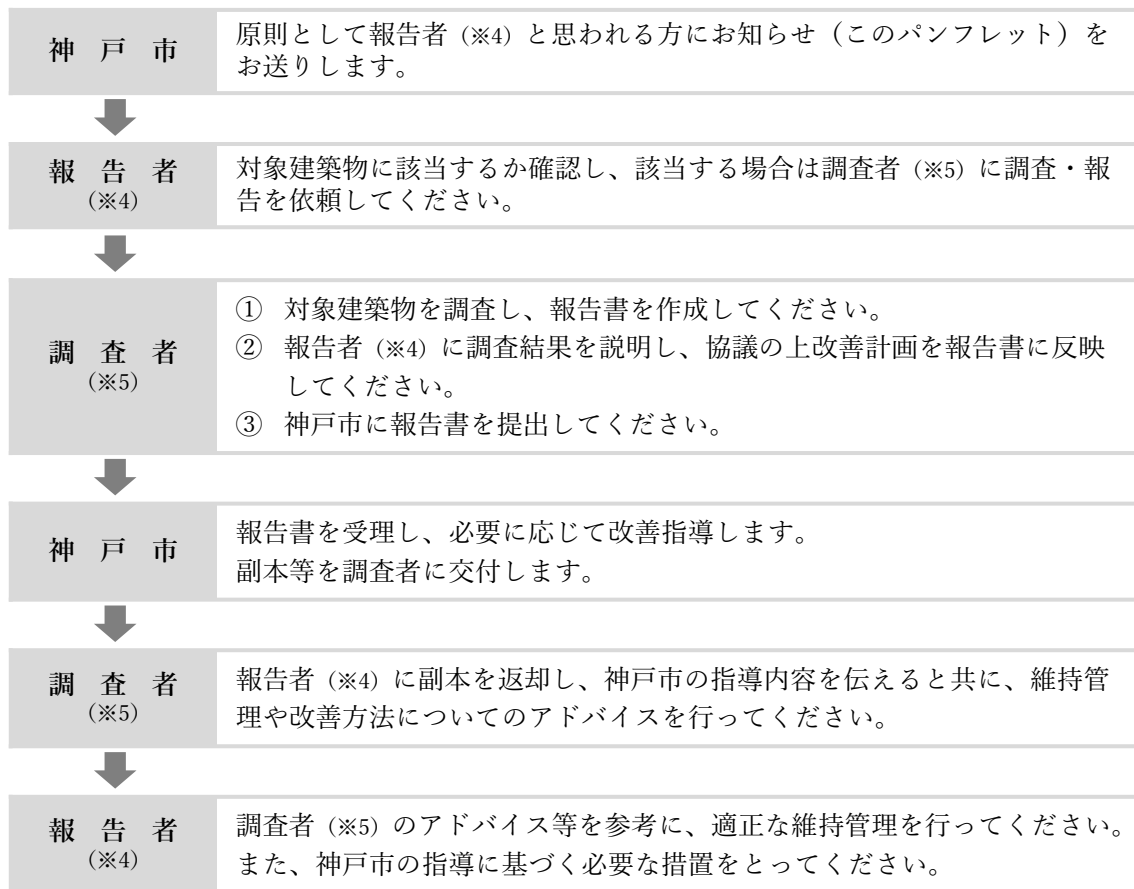 神戸市
原則として報告者（※4）と思われる方にお知らせ（このパンフレット）を
お送りします。
報告者
（※4）
対象建築物に該当するか確認し、該当する場合は調査者（※5）に調査・報
告を依頼してください。
調査者
（※5）
① 対象建築物を調査し、報告書を作成してください。
② 報告者（※4）に調査結果を説明し、協議の上改善計画を報告書に反映
してください。
③ 神戸市に報告書を提出してください。
神戸市
報告書を受理し、必要に応じて改善指導します。
副本等を調査者に交付します。
調査者
（※5）
報告者（※4）に副本を返却し、神戸市の指導内容を伝えると共に、維持管
理や改善方法についてのアドバイスを行ってください。
報告者
（※4）
調査者（※5）のアドバイス等を参考に、適正な維持管理を行ってください。
また、神戸市の指導に基づく必要な措置をとってください。